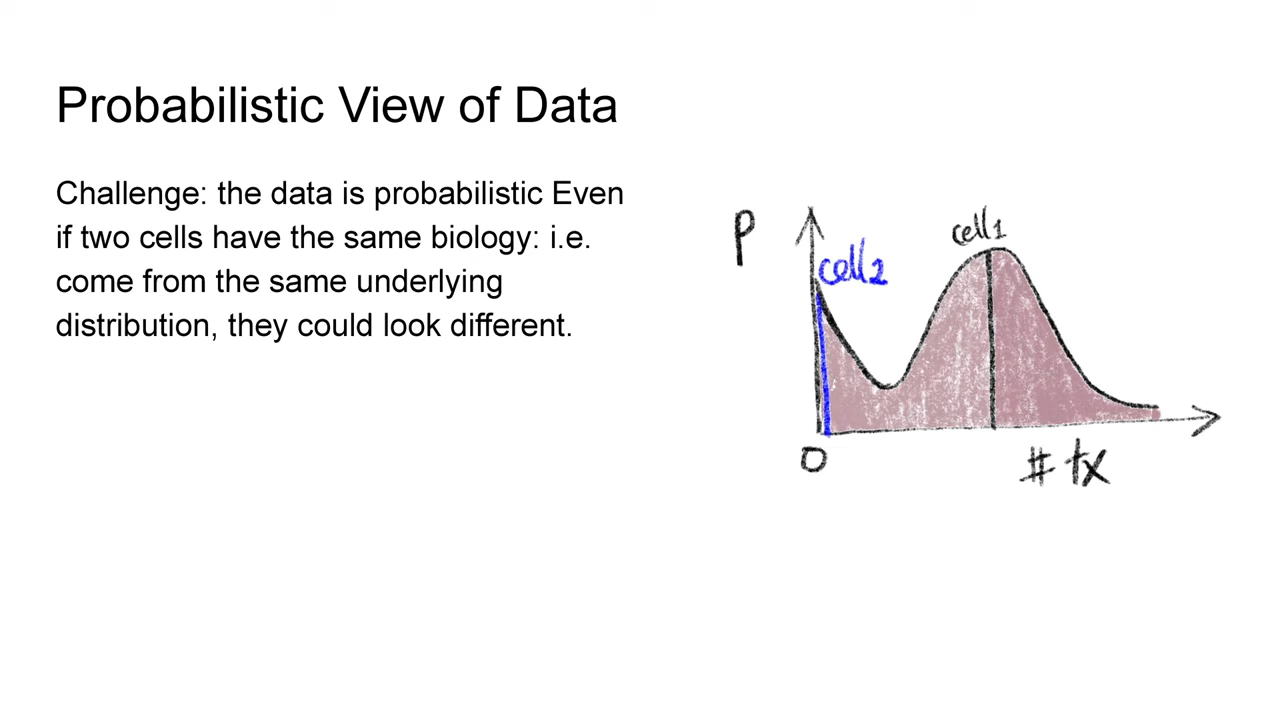 Probabilistic View of Data
Challenge: the data is probabilistic Even
if two cells have the same biology: i.e.
come from the same underlying
distribution, they could look different.
P
cell1
cell2
0
# tx